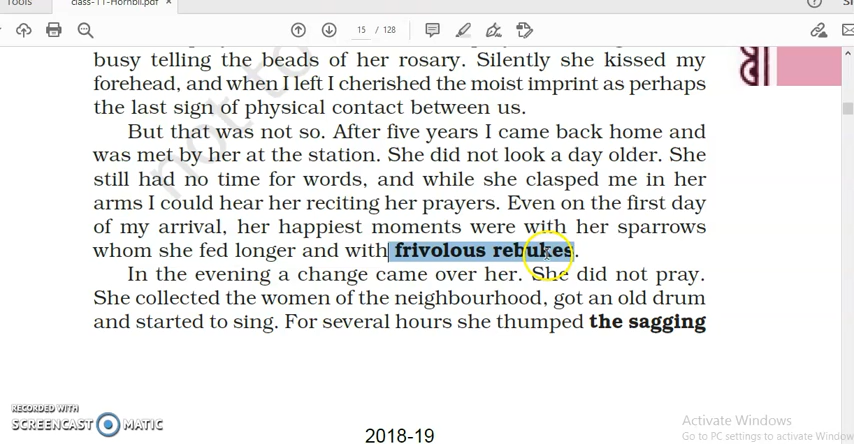 Tools
class-11-Hornbil.pdf
15 / 128
busy telling the beads of her rosary. Silently she kissed my
forehead, and when I left I cherished the moist imprint as perhaps
the last sign of physical contact between us.
But that was not so. After five years I came back home and
was met by her at the station. She did not look a day older. She
still had no time for words, and while she clasped me in her
arms I could hear her reciting her prayers. Even on the first day
of my arrival, her happiest moments were with her sparrows
whom she fed longer and with frivolous rebukes.
In the evening a change came over her. She did not pray.
She collected the women of the neighbourhood, got an old drum
and started to sing. For several hours she thumped the sagging
not to
RECORDED WITH
SCREENCAST MATIC
2018-19
Activate Windows
Go to PC settings to activate Windo